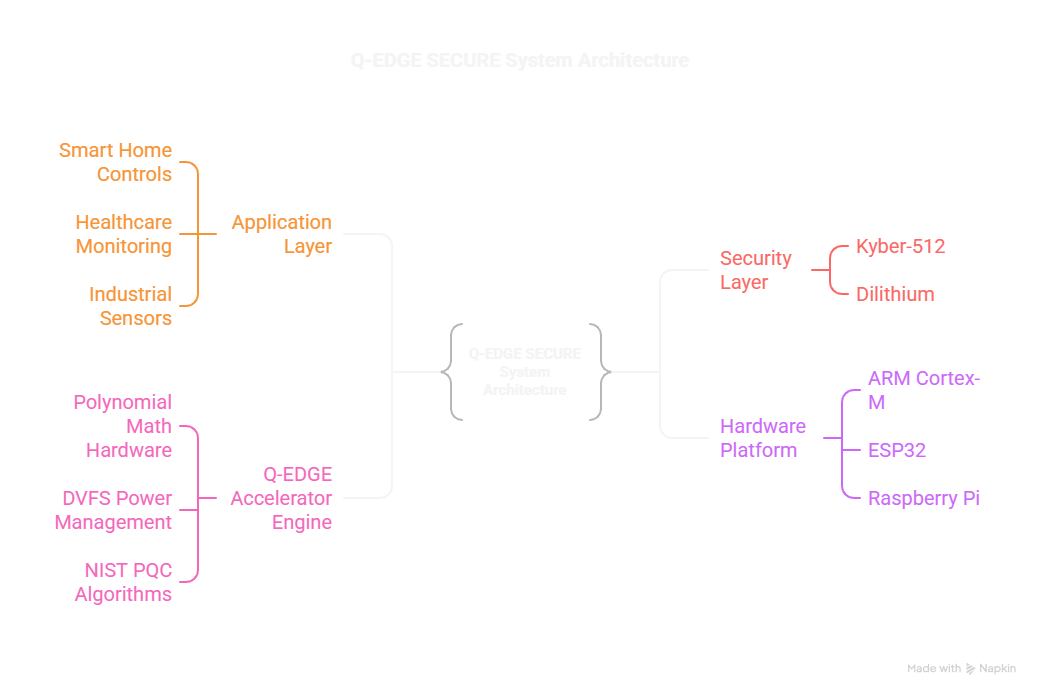 Q-EDGE SECURE System Architecture
Smart Home
Controls
Healthcare
Monitoring
Industrial
Sensors
Application
Layer
Polynomial
Math
Hardware
DVFS Power
Management
NIST PQC
Algorithms
Q-EDGE
Accelerator
Engine
Q-EDGE SECURE
System
Architecture
Security
Layer
Kyber-512
Dilithium
Hardware
Platform
ARM Cortex-
M
ESP32
Raspberry Pi
Made with Napkin